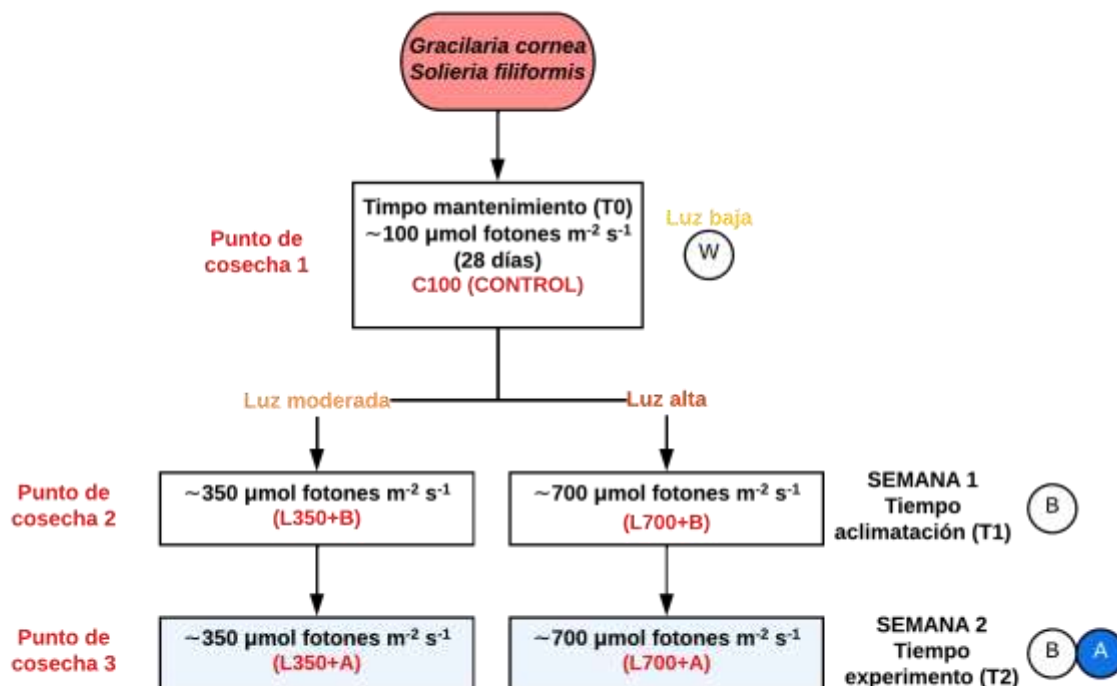 Gracilaria cornea
Solieria filiformis
Timpo mantenimiento (T0)
~100 µmol fotones m⁻² s⁻¹
(28 días)
C100 (CONTROL)
Punto de
cosecha 1
Luz baja
W
Luz moderada
Luz alta
Punto de
cosecha 2
~350 µmol fotones m⁻² s⁻¹
(L350+B)
~700 µmol fotones m⁻² s⁻¹
(L700+B)
SEMANA 1
Tiempo
aclimatación (T1)
B
Punto de
cosecha 3
~350 µmol fotones m⁻² s⁻¹
(L350+A)
~700 µmol fotones m⁻² s⁻¹
(L700+A)
SEMANA 2
Tiempo
experimento (T2)
B A